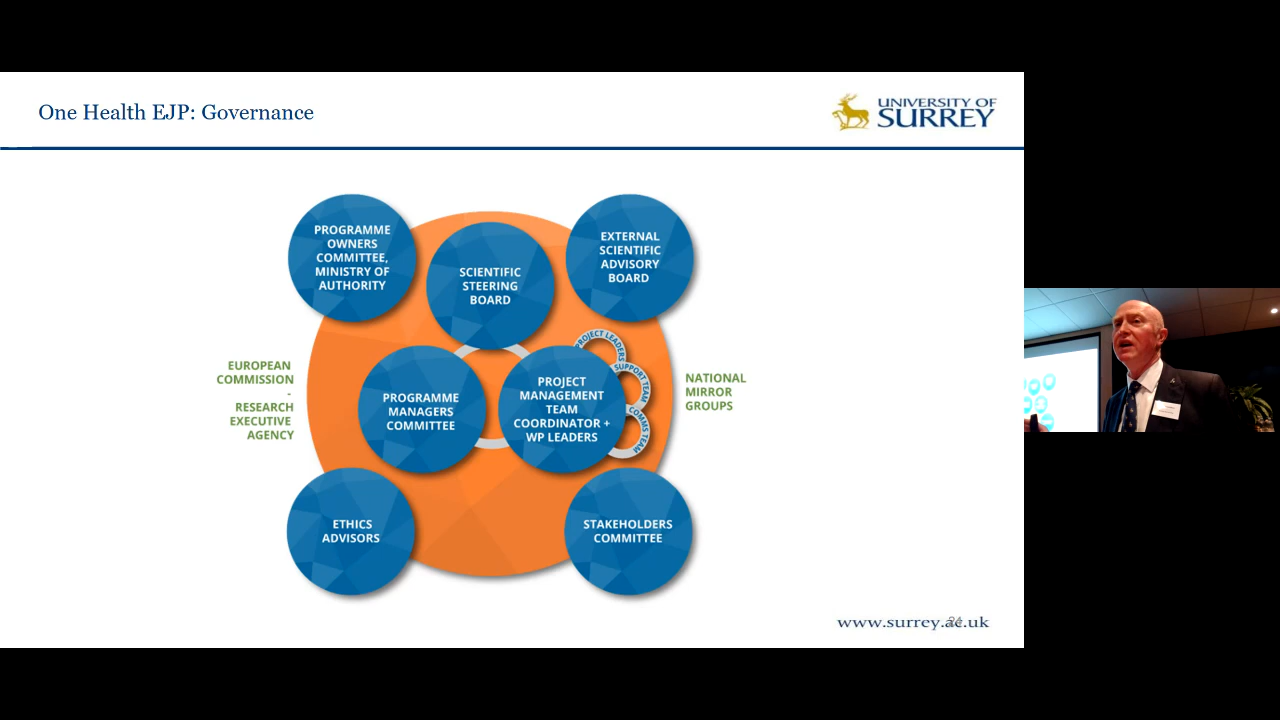 One Health EJP: Governance
UNIVERSITY OF
SURREY
PROGRAMME
OWNERS
COMMITTEE,
MINISTRY OF
AUTHORITY
SCIENTIFIC
STEERING
BOARD
EXTERNAL
SCIENTIFIC
ADVISORY
BOARD
EUROPEAN
COMMISSION
-
RESEARCH
EXECUTIVE
AGENCY
PROGRAMME
MANAGERS
COMMITTEE
PROJECT
MANAGEMENT
TEAM
COORDINATOR +
WP LEADERS
PROJECT LEADERS
SUPPORT TEAM
COMMS TEAM
NATIONAL
MIRROR
GROUPS
ETHICS
ADVISORS
STAKEHOLDERS
COMMITTEE
www.surrey.ac.uk